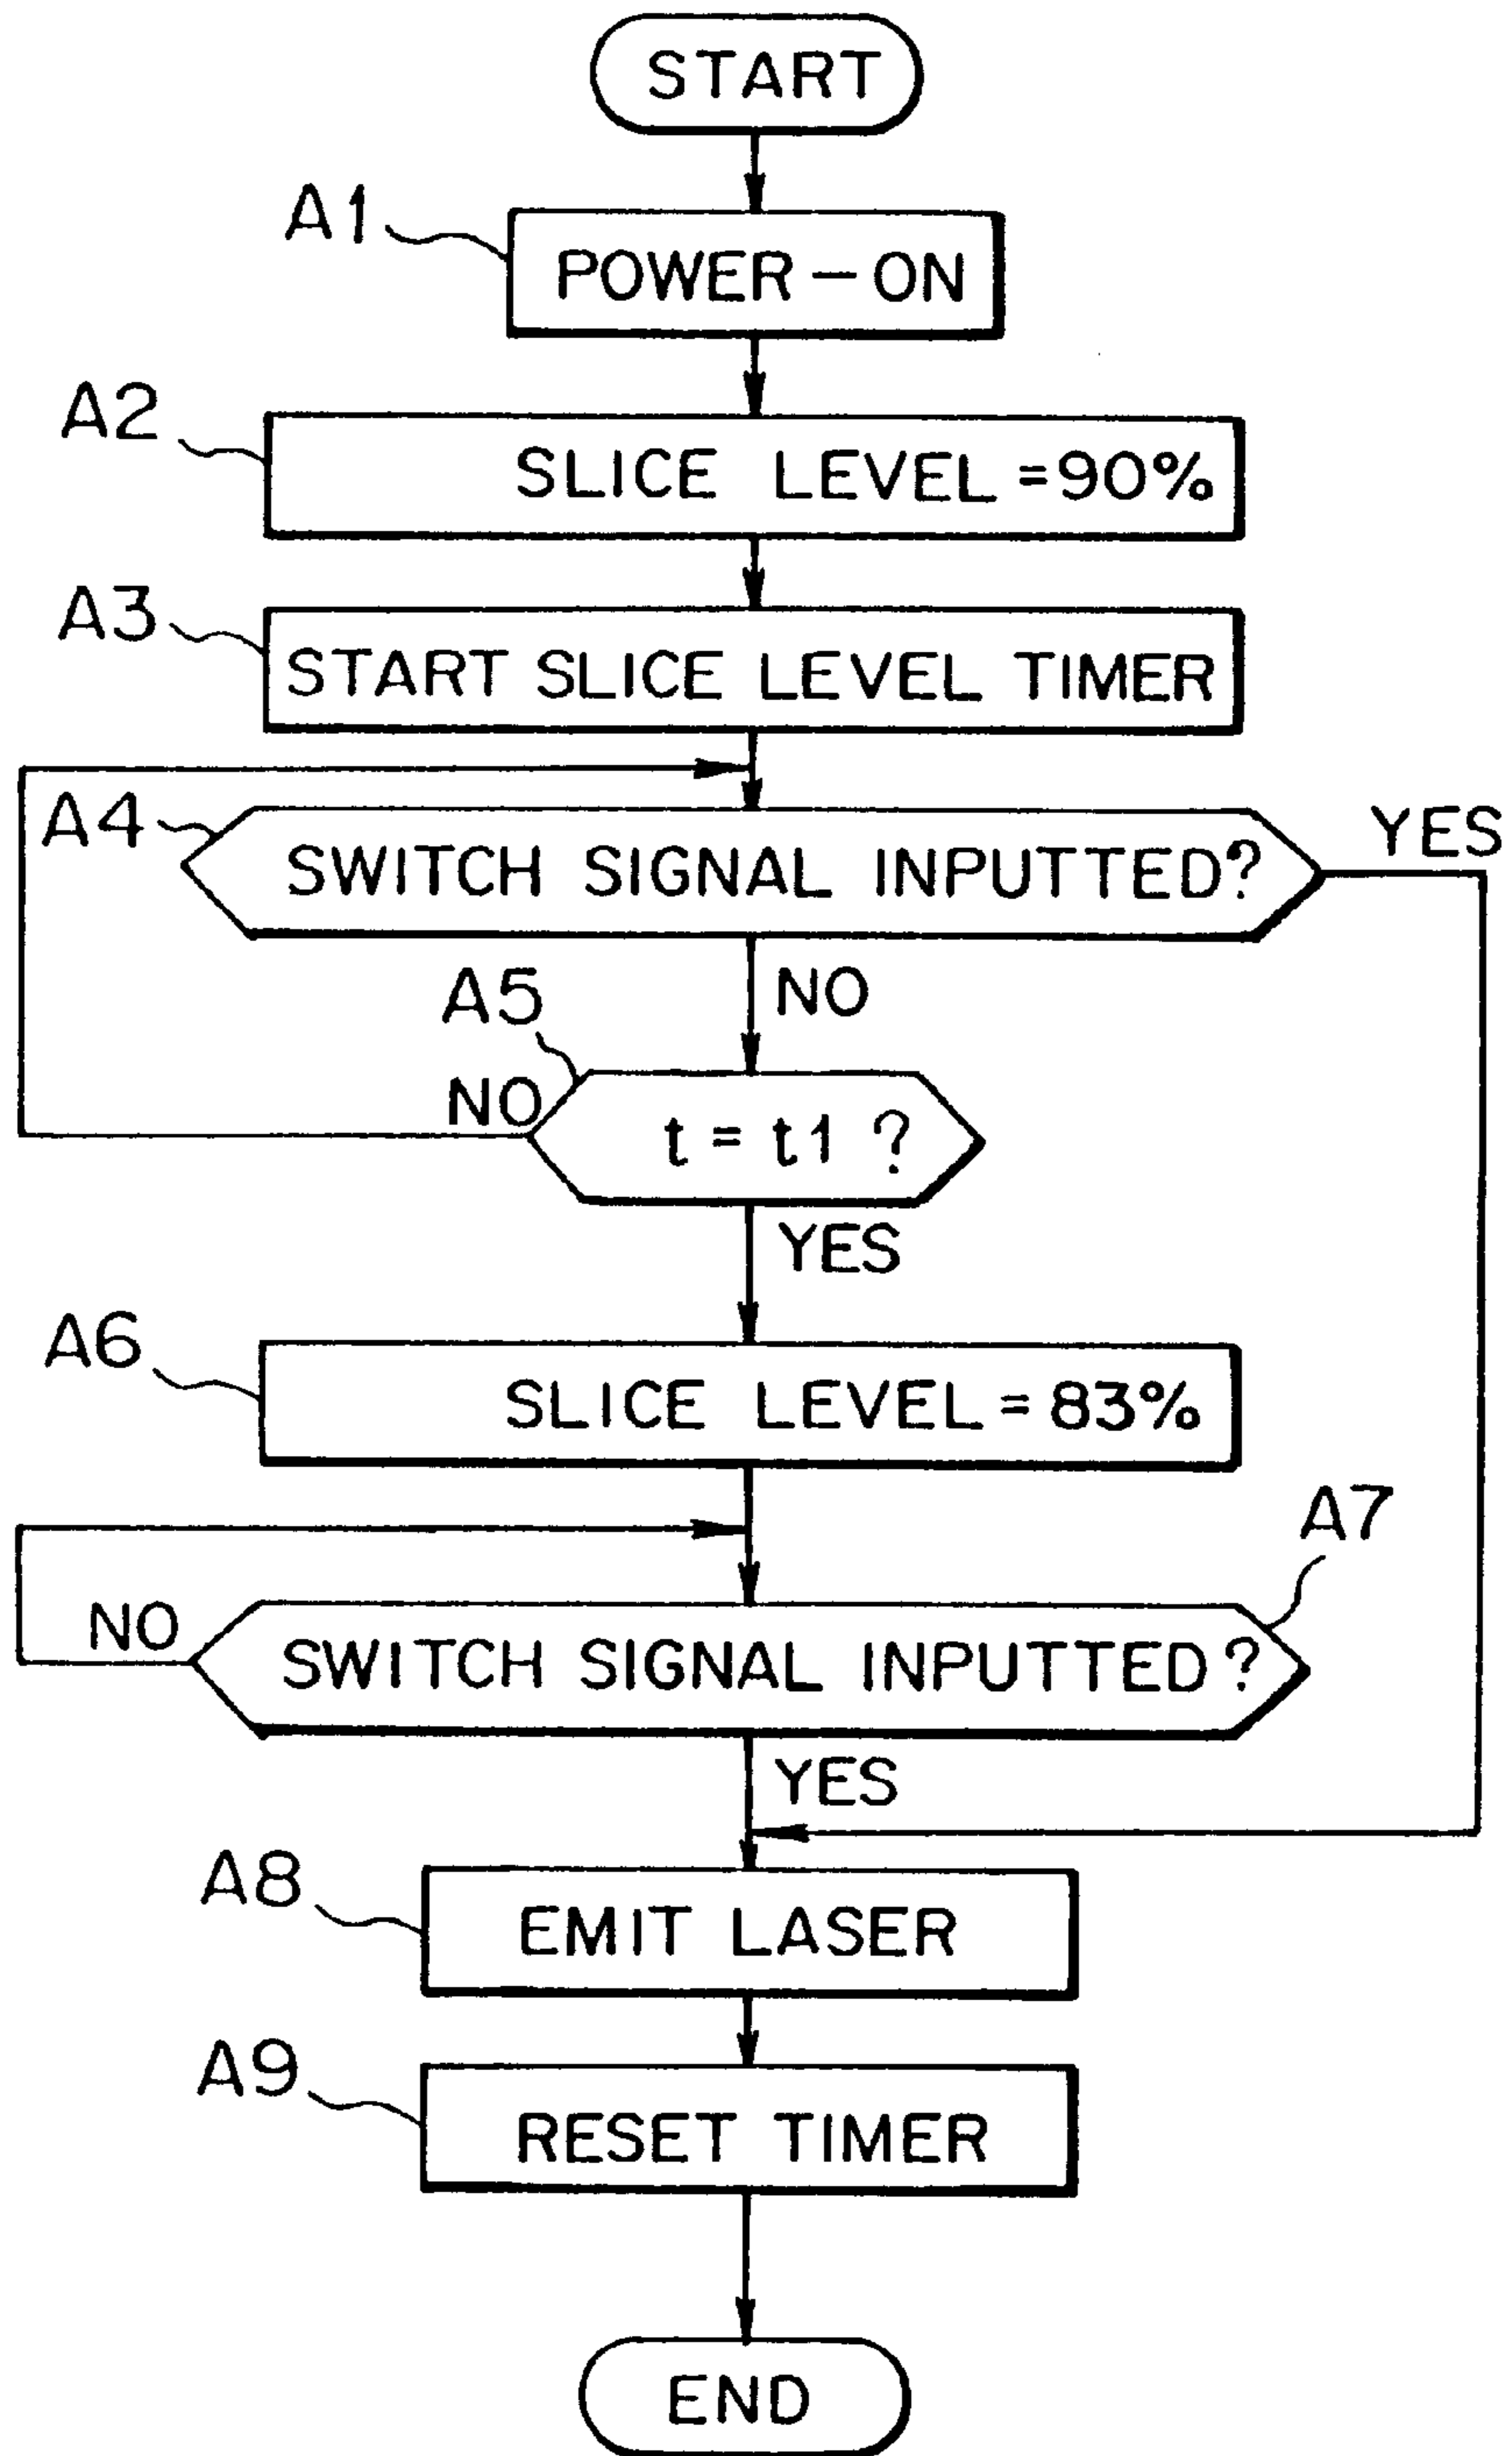 START
A1
POWER-ON
A2
SLICE LEVEL =90%
A3
START SLICE LEVEL TIMER
A4
SWITCH SIGNAL INPUTTED?
YES
NO
A5
NO
t = t1 ?
YES
A6
SLICE LEVEL = 83%
A7
NO
SWITCH SIGNAL INPUTTED ?
YES
A8
EMIT LASER
A9
RESET TIMER
END